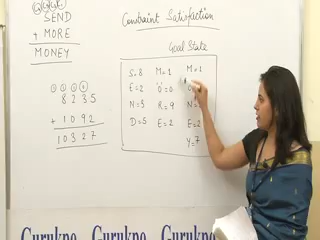 SEND
+ MORE
MONEY
Constraint Satisfaction
Goal State
8 2 3 5
+ 1 0 9 2
1 0 3 2 7
S=8 M=1 M=1
E=2 O=0
N=3 R=9 N=
D=5 E=2 E=2
Y=7
Gurukpo Gurukpo Gurukpo